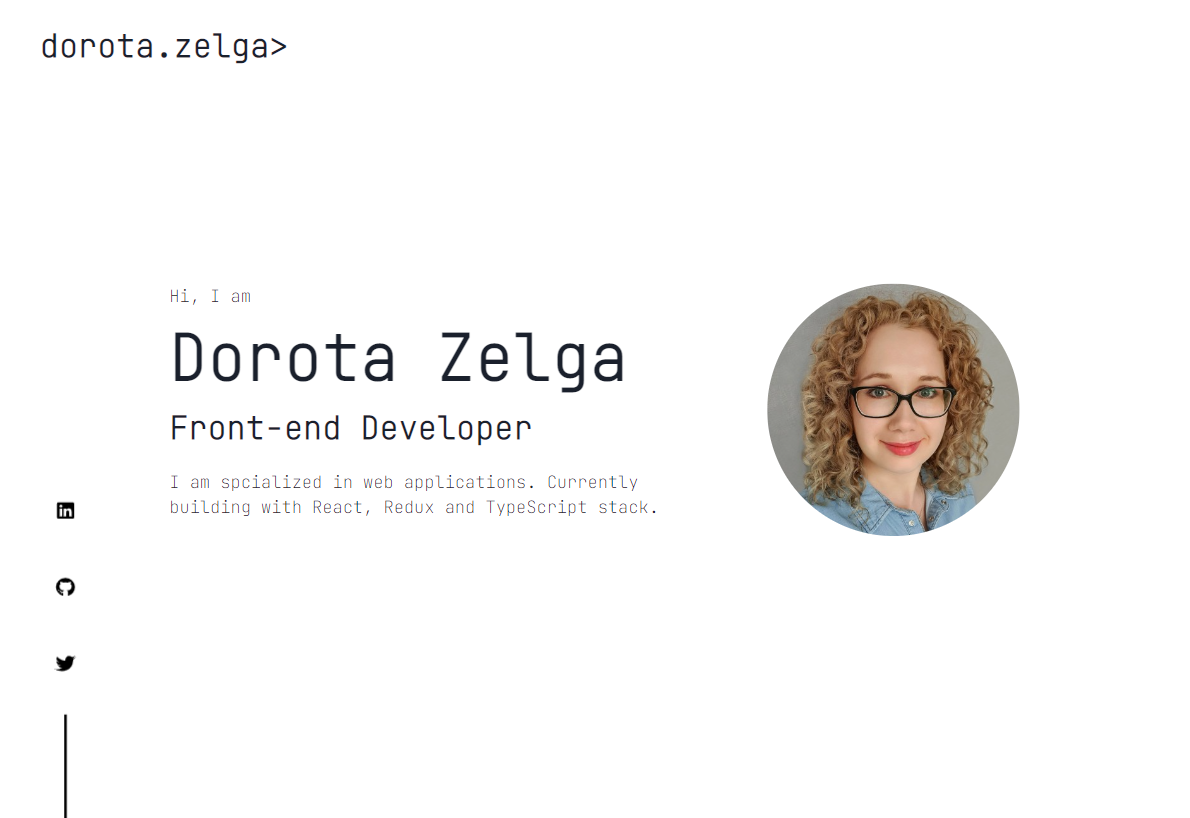 dorota.zelga>
Hi, I am
Dorota Zelga
Front-end Developer
I am spcialized in web applications. Currently
building with React, Redux and TypeScript stack.
in